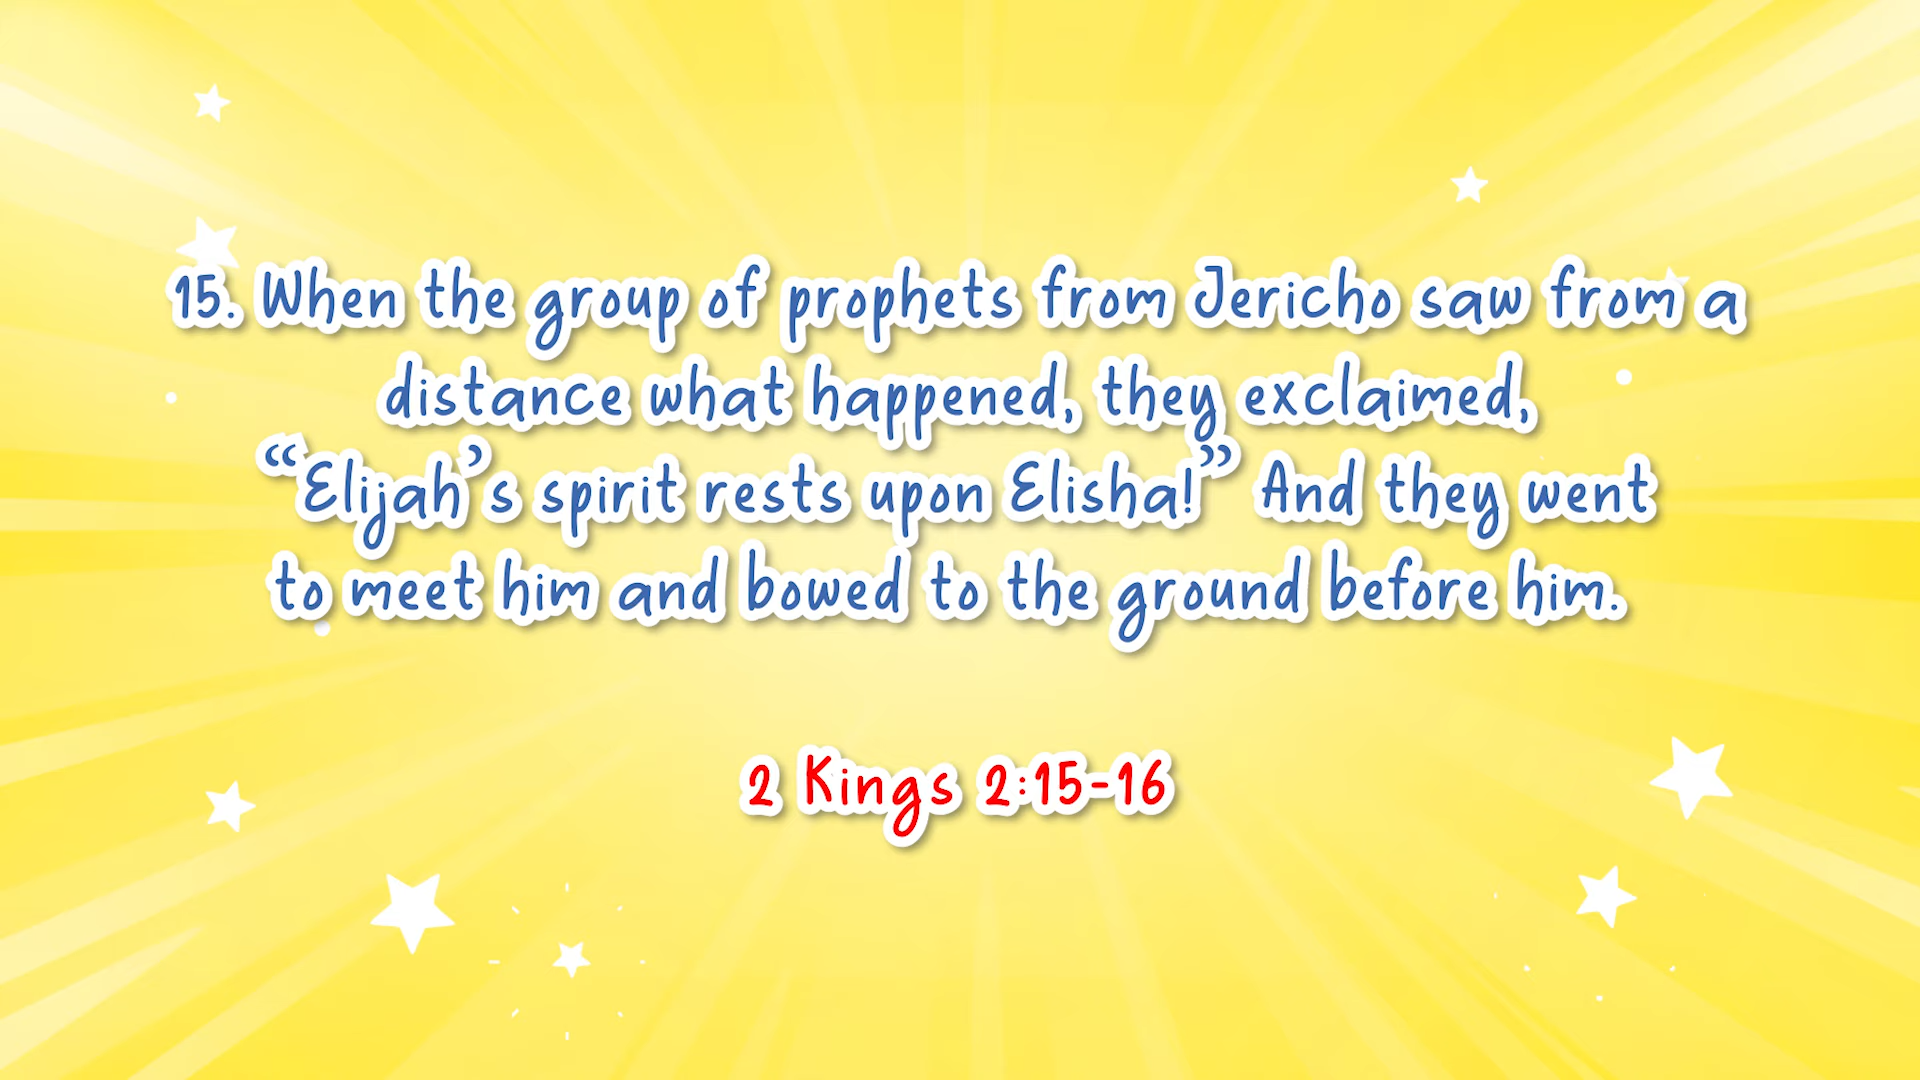 15. When the group of prophets from Jericho saw from a
distance what happened, they exclaimed,
“Elijah’s spirit rests upon Elisha!” And they went
to meet him and bowed to the ground before him.
2 Kings 2:15-16